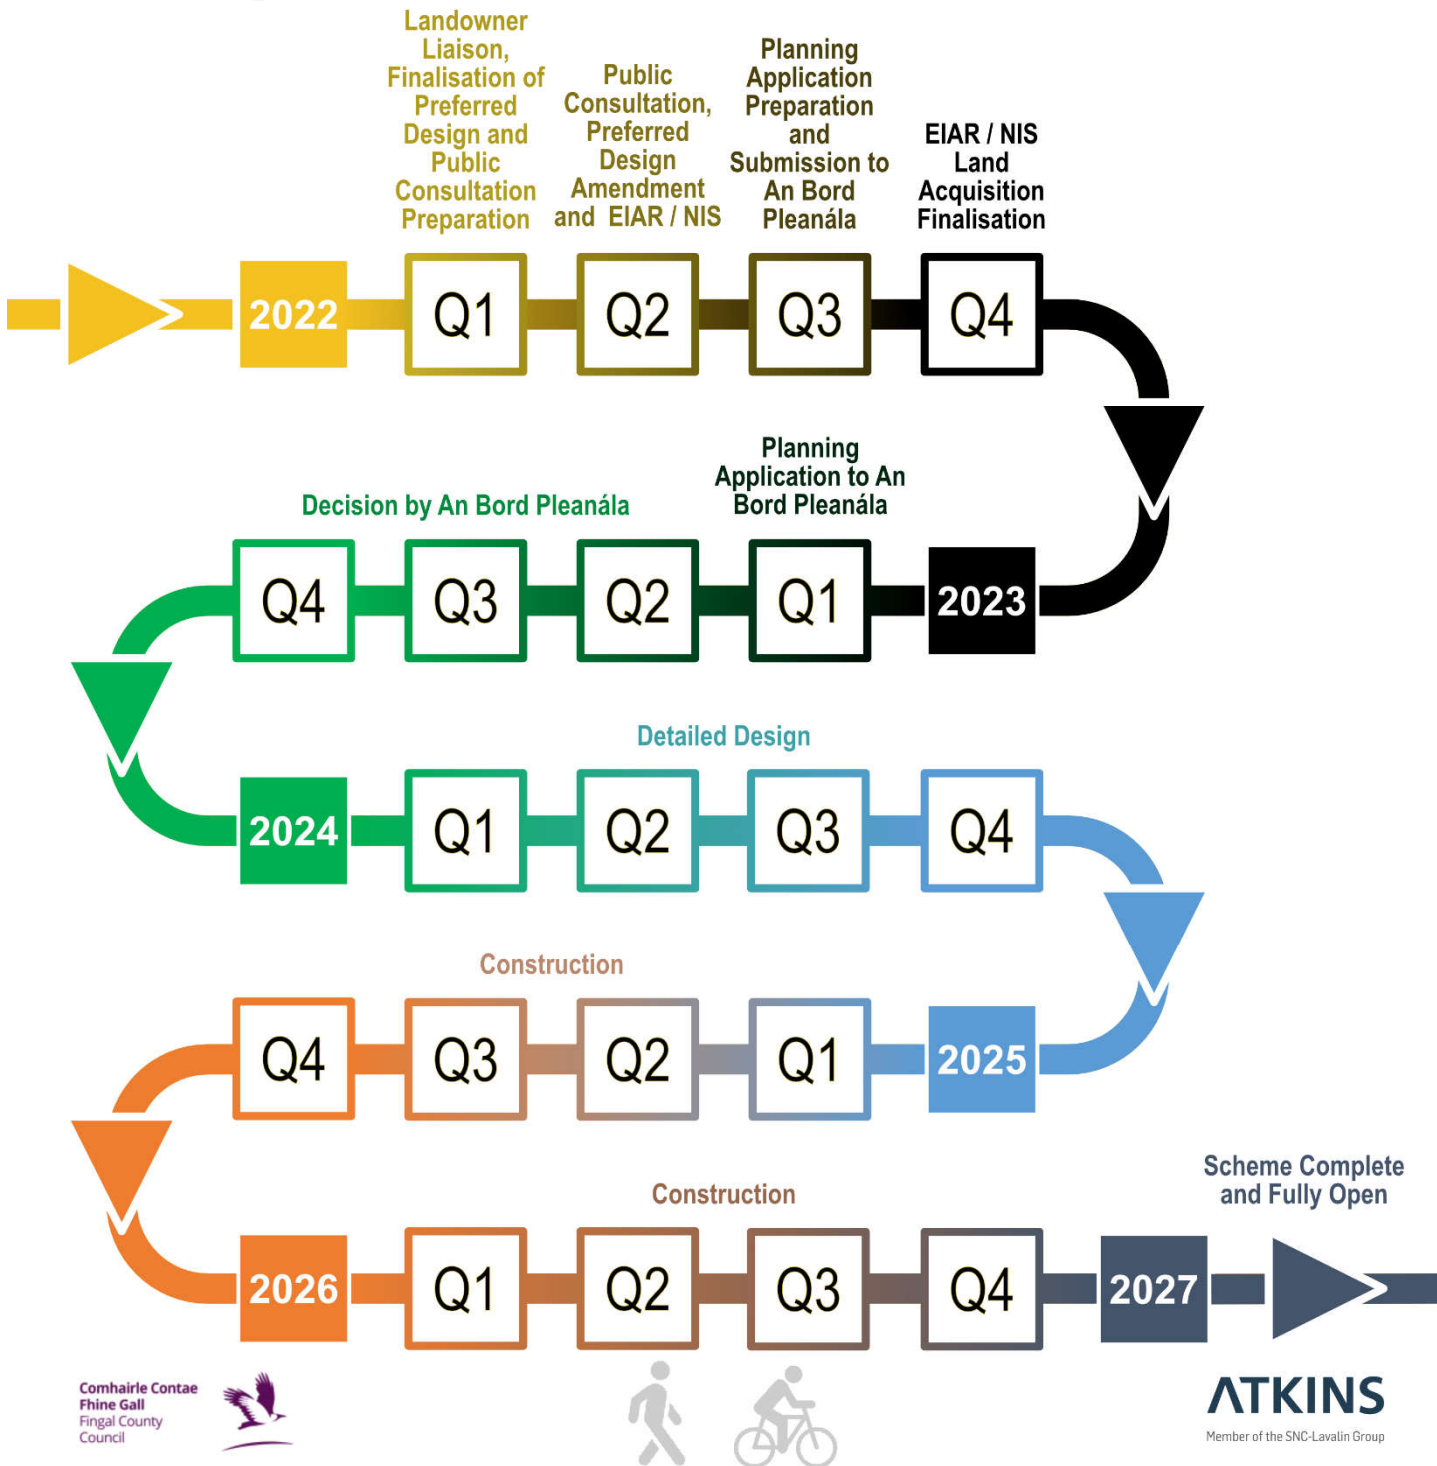 Landowner
Liaison,
Finalisation of
Preferred
Design and
Public
Consultation
Preparation
Public
Consultation,
Preferred
Design
Amendment
and EIAR / NIS
Planning
Application
Preparation
and
Submission to
An Bord
Pleanála
EIAR / NIS
Land
Acquisition
Finalisation
2022
Q1
Q2
Q3
Q4
Decision by An Bord Pleanála
Planning
Application to An
Bord Pleanála
Q4
Q3
Q2
Q1
2023
Detailed Design
2024
Q1
Q2
Q3
Q4
Construction
Q4
Q3
Q2
Q1
2025
Construction
Scheme Complete
and Fully Open
2026
Q1
Q2
Q3
Q4
2027
Comhairle Contae
Fhine Gall
Fingal County
Council
ATKINS
Member of the SNC-Lavalin Group